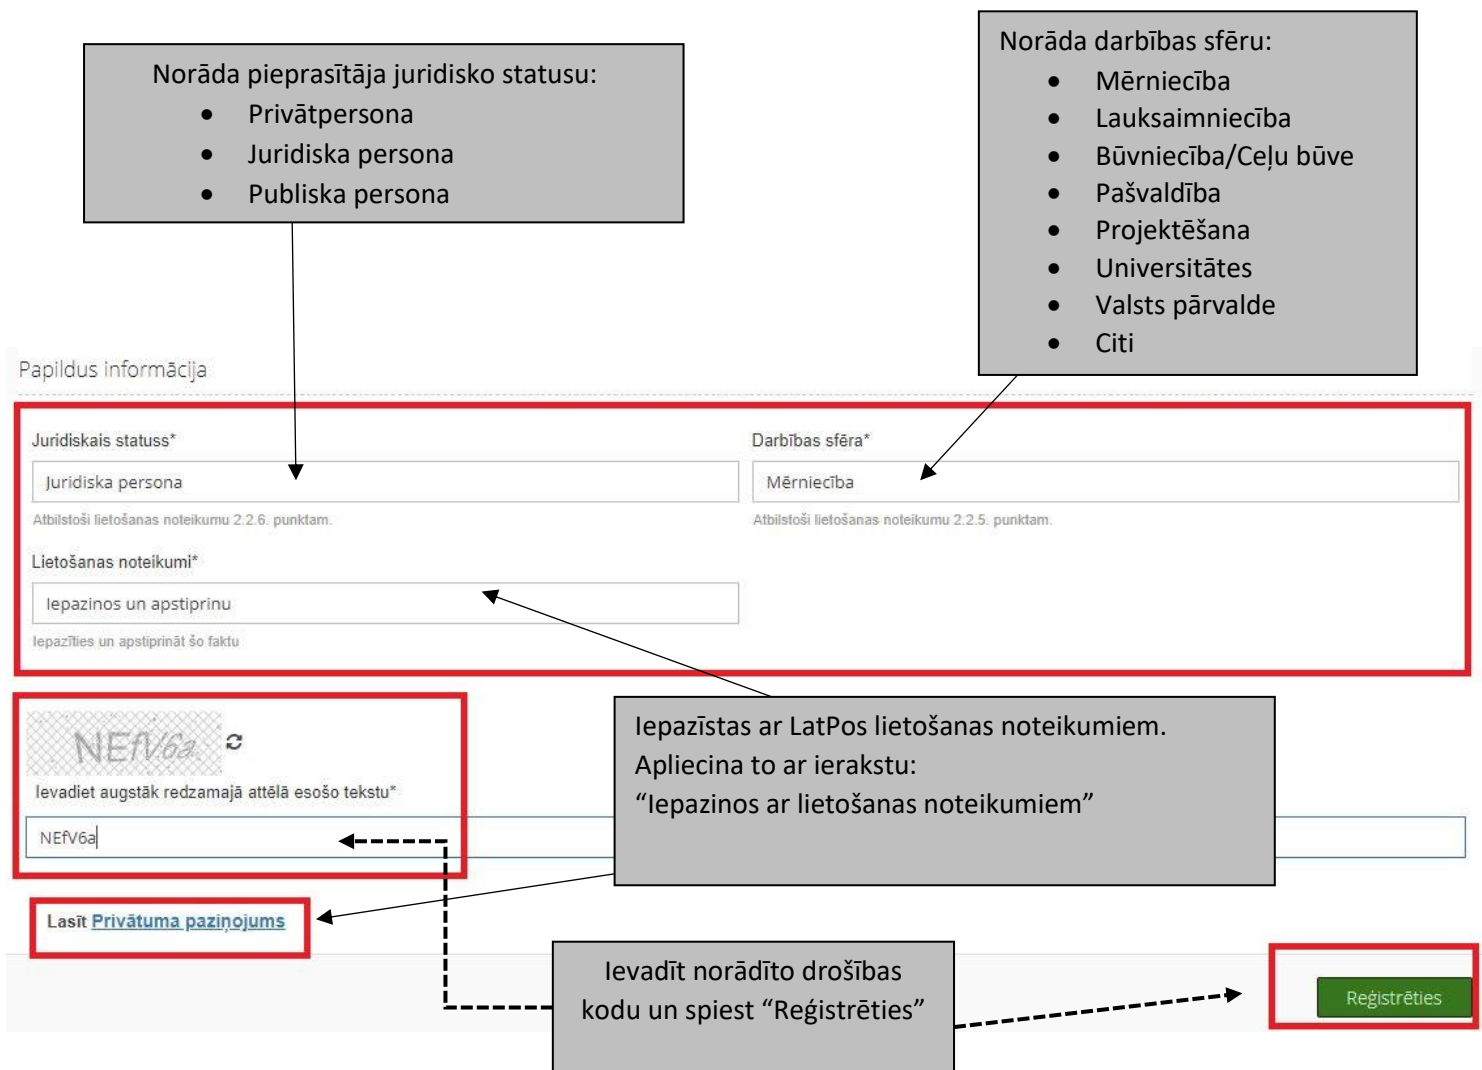 Norāda pieprasītāja juridisko statusu:
• Privātpersona
• Juridiska persona
• Publiska persona
Norāda darbības sfēru:
• Mērniecība
• Lauksaimniecība
• Būvniecība/Ceļu būve
• Pašvaldība
• Projektēšana
• Universitātes
• Valsts pārvalde
• Citi
Papildus informācija
Juridiskais statuss*
Juridiska persona
Atbilstoši lietošanas noteikumu 2.2.6. punktam.
Darbības sfēra*
Mērniecība
Atbilstoši lietošanas noteikumu 2.2.5. punktam.
Lietošanas noteikumi*
Iepazinos un apstiprinu
Iepazīties un apstiprināt šo faktu
Iepazīstas ar LatPos lietošanas noteikumiem.
Apliecina to ar ierakstu:
“Iepazinos ar lietošanas noteikumiem”
NEfV6a
Ievadiet augstāk redzamajā attēlā esošo tekstu*
NEfV6a
Lasīt Privātuma paziņojums
Ievadīt norādīto drošības
kodu un spiest “Reģistrēties”
Reģistrēties